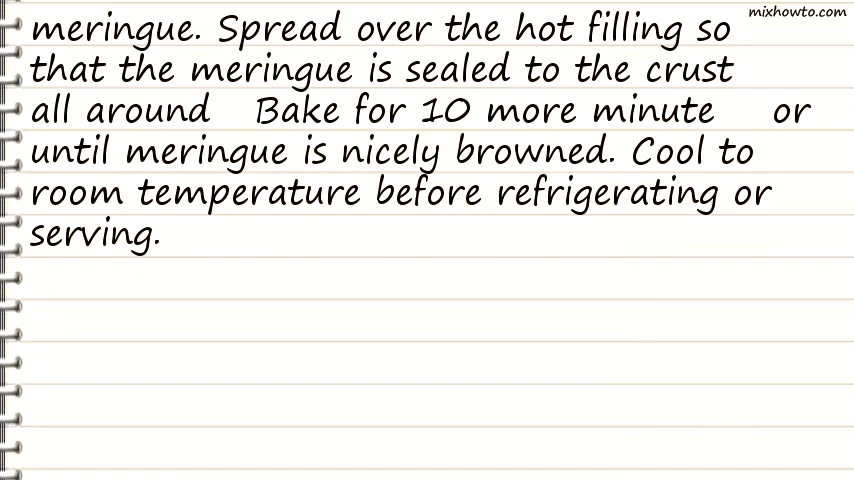 mixhowto.com
meringue. Spread over the hot filling so
that the meringue is sealed to the crust
all around Bake for 10 more minute or
until meringue is nicely browned. Cool to
room temperature before refrigerating or
serving.